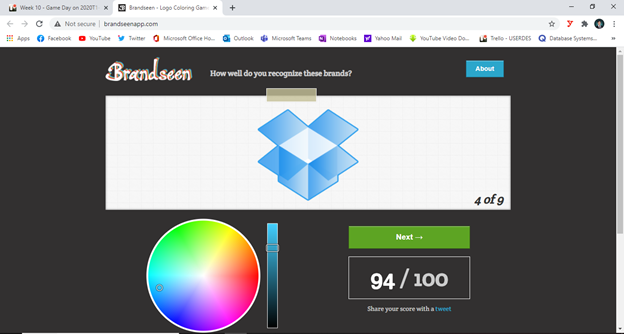 Week 10 - Game Day on 2020T1
Brandseen › Logo Coloring Gam
Not secure | brandseenapp.com
Apps Facebook YouTube Twitter Microsoft Office Ho... Outlook Microsoft Teams Notebooks Yahoo Mail YouTube Video Do... Trello - USERDES Database Systems...
Brandseen How well do you recognize these brands? About
4 of 9
Next →
94 / 100
Share your score with a tweet